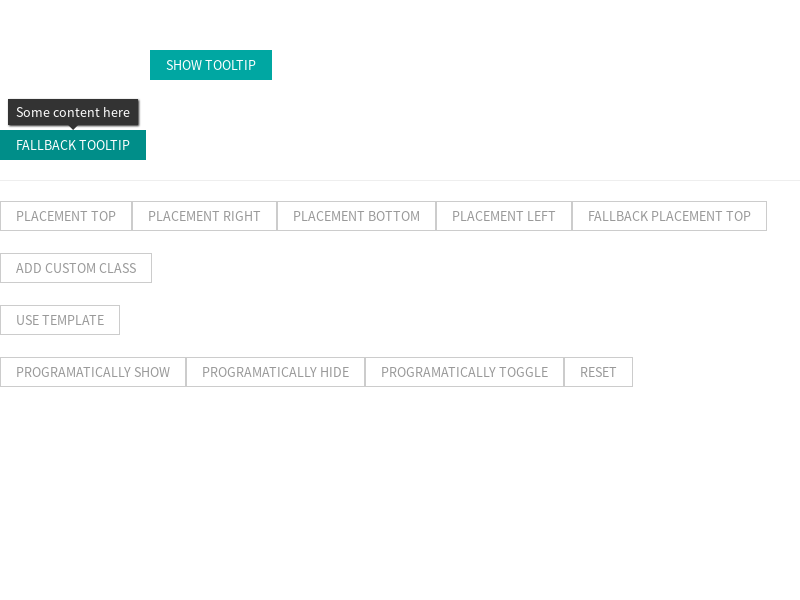 SHOW TOOLTIP
Some content here
FALLBACK TOOLTIP
PLACEMENT TOP PLACEMENT RIGHT PLACEMENT BOTTOM PLACEMENT LEFT FALLBACK PLACEMENT TOP
ADD CUSTOM CLASS
USE TEMPLATE
PROGRAMATICALLY SHOW PROGRAMATICALLY HIDE PROGRAMATICALLY TOGGLE RESET